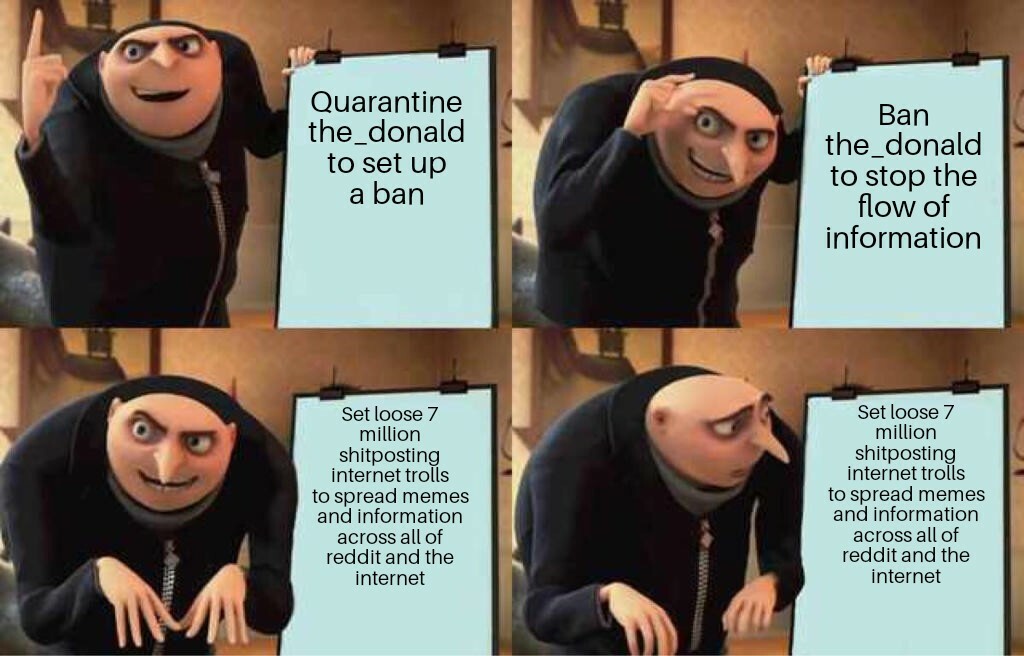 Quarantine
the_donald
to set up
a ban
Ban
the_donald
to stop the
flow of
information
Set loose 7
million
shitposting
internet trolls
to spread memes
and information
across all of
reddit and the
internet
Set loose 7
million
shitposting
internet trolls
to spread memes
and information
across all of
reddit and the
internet